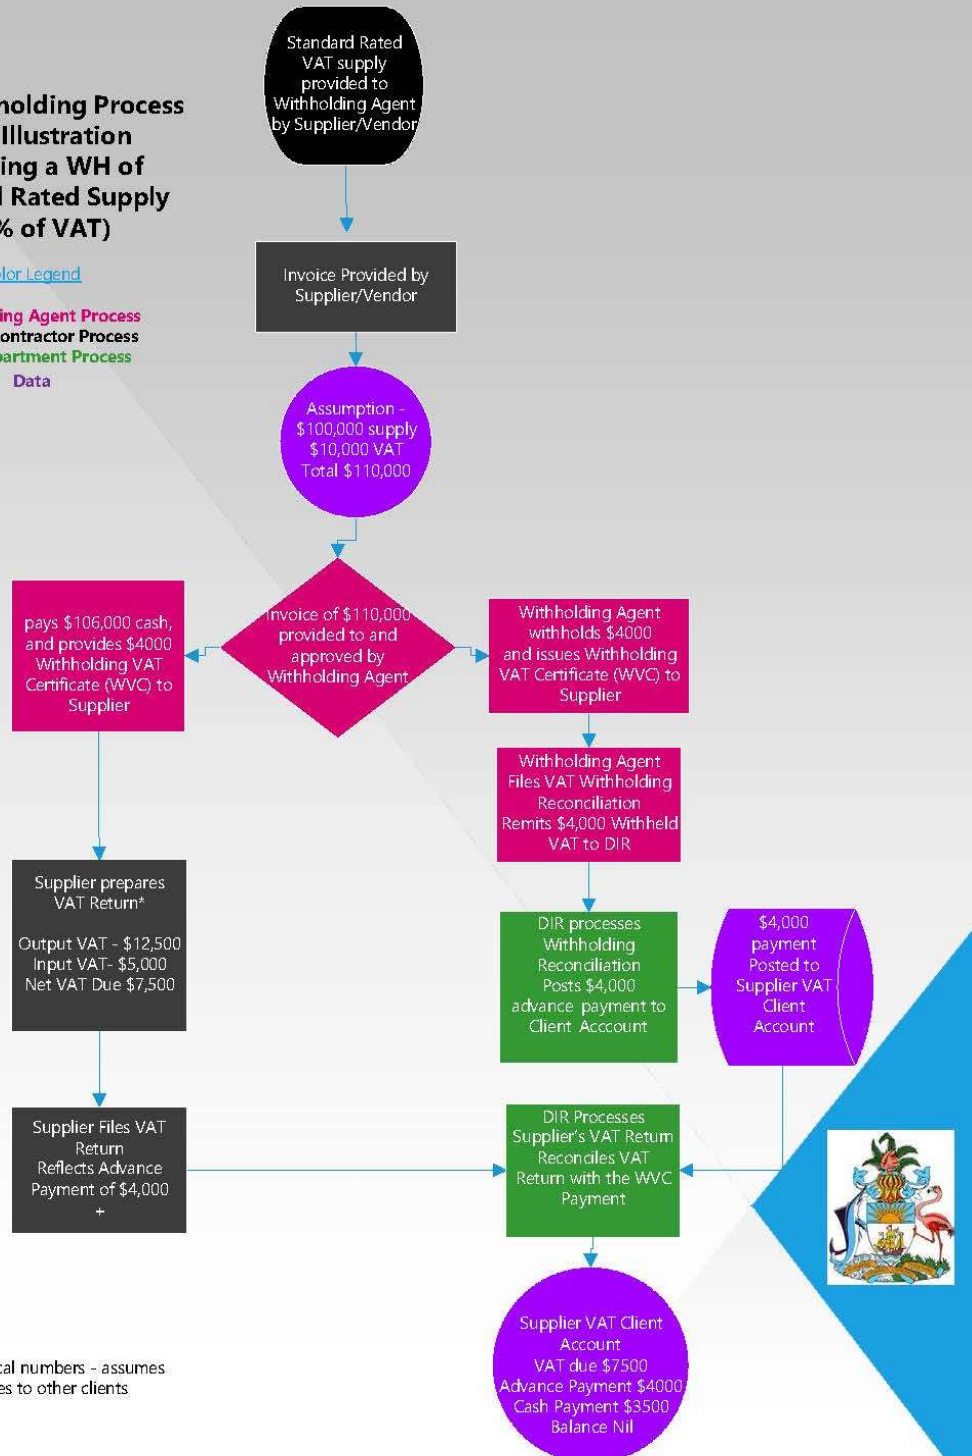 Standard Rated
VAT supply
provided to
Withholding Agent
by Supplier/Vendor
holding Process
Illustration
ing a WH of
Rated Supply
% of VAT)
lor Legend
ing Agent Process
ontractor Process
partment Process
Data
Invoice Provided by
Supplier/Vendor
Assumption -
$100,000 supply
$10,000 VAT
Total $110,000
Invoice of $110,000
provided to and
approved by
Withholding Agent
pays $106,000 cash,
and provides $4000
Withholding VAT
Certificate (WVC) to
Supplier
Withholding Agent
withholds $4000
and issues Withholding
VAT Certificate (WVC) to
Supplier
Withholding Agent
Files VAT Withholding
Reconciliation
Remits $4,000 Withheld
VAT to DIR
Supplier prepares
VAT Return*
Output VAT - $12,500
Input VAT- $5,000
Net VAT Due $7,500
DIR processes
Withholding
Reconciliation
Posts $4,000
advance payment to
Client Acccount
$4,000
payment
Posted to
Supplier VAT
Client
Account
Supplier Files VAT
Return
Reflects Advance
Payment of $4,000
+
DIR Processes
Supplier's VAT Return
Reconciles VAT
Return with the WVC
Payment
Supplier VAT Client
Account
VAT due $7500
Advance Payment $4000
Cash Payment $3500
Balance Nil
cal numbers - assumes
es to other clients